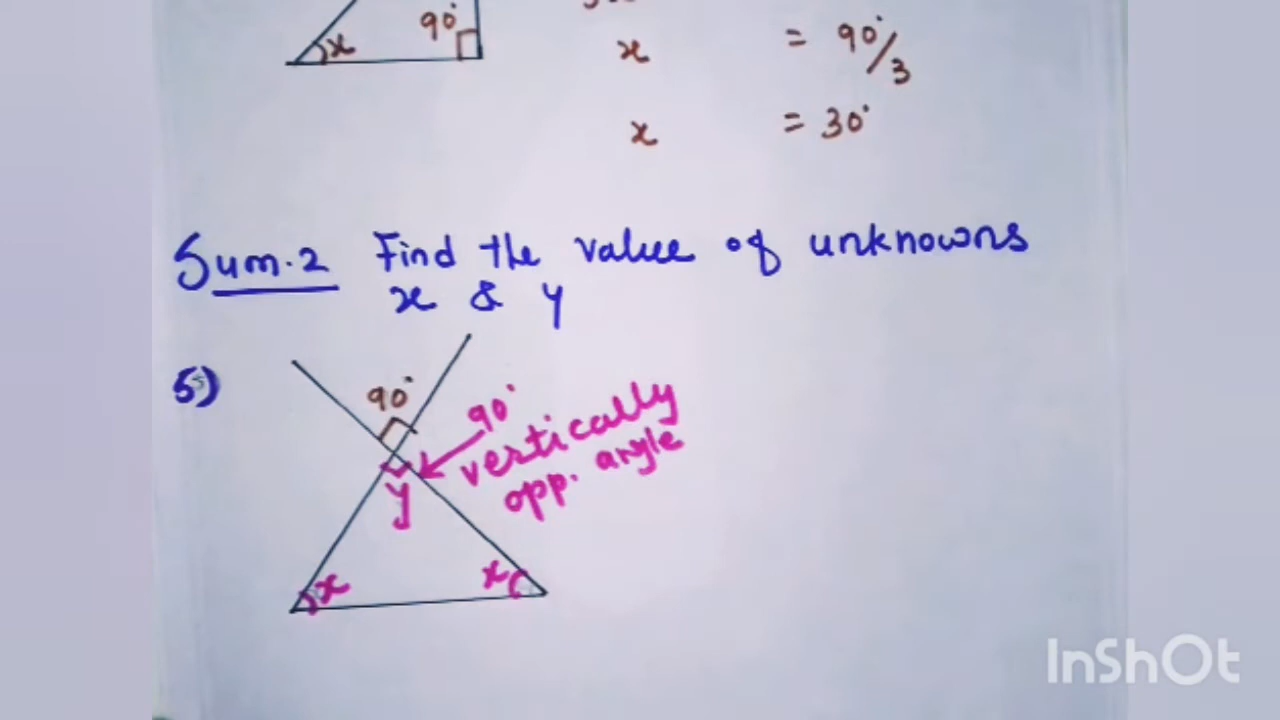 x
90°
x = 90°/3
x = 30°
Sum.2 Find the value of unknowns
x & y
5)
90°
90°
vertically
opp. angle
y
x
x
InShOt